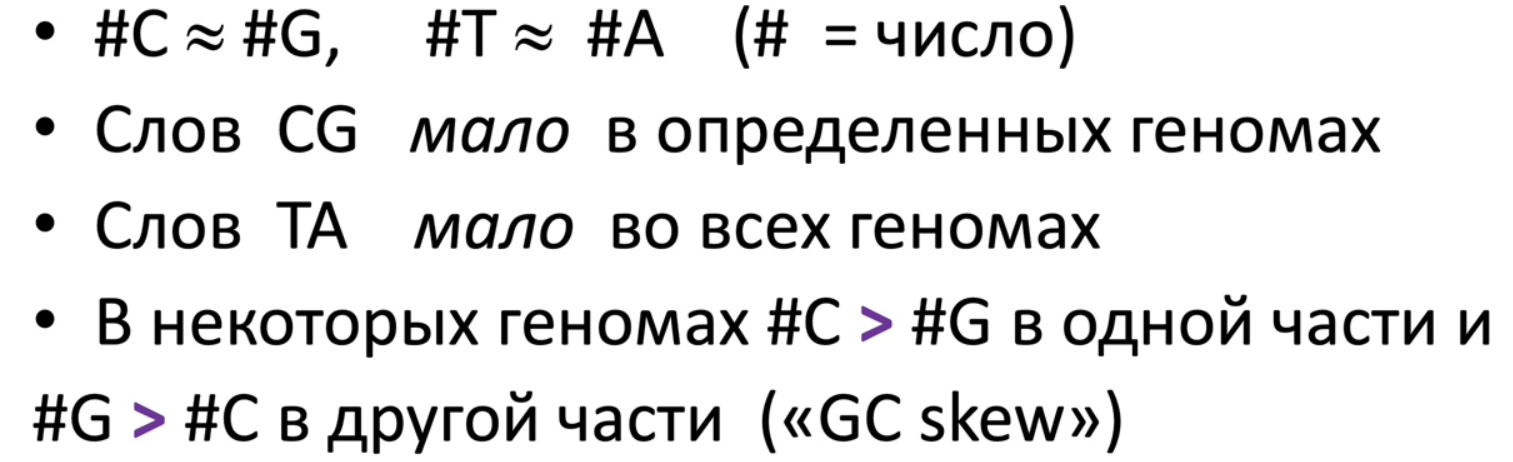 • #C ≈ #G, #T ≈ #A (# = число)
• Слов CG мало в определенных геномах
• Слов TA мало во всех геномах
• В некоторых геномах #C > #G в одной части и
#G > #C в другой части («GC skew»)